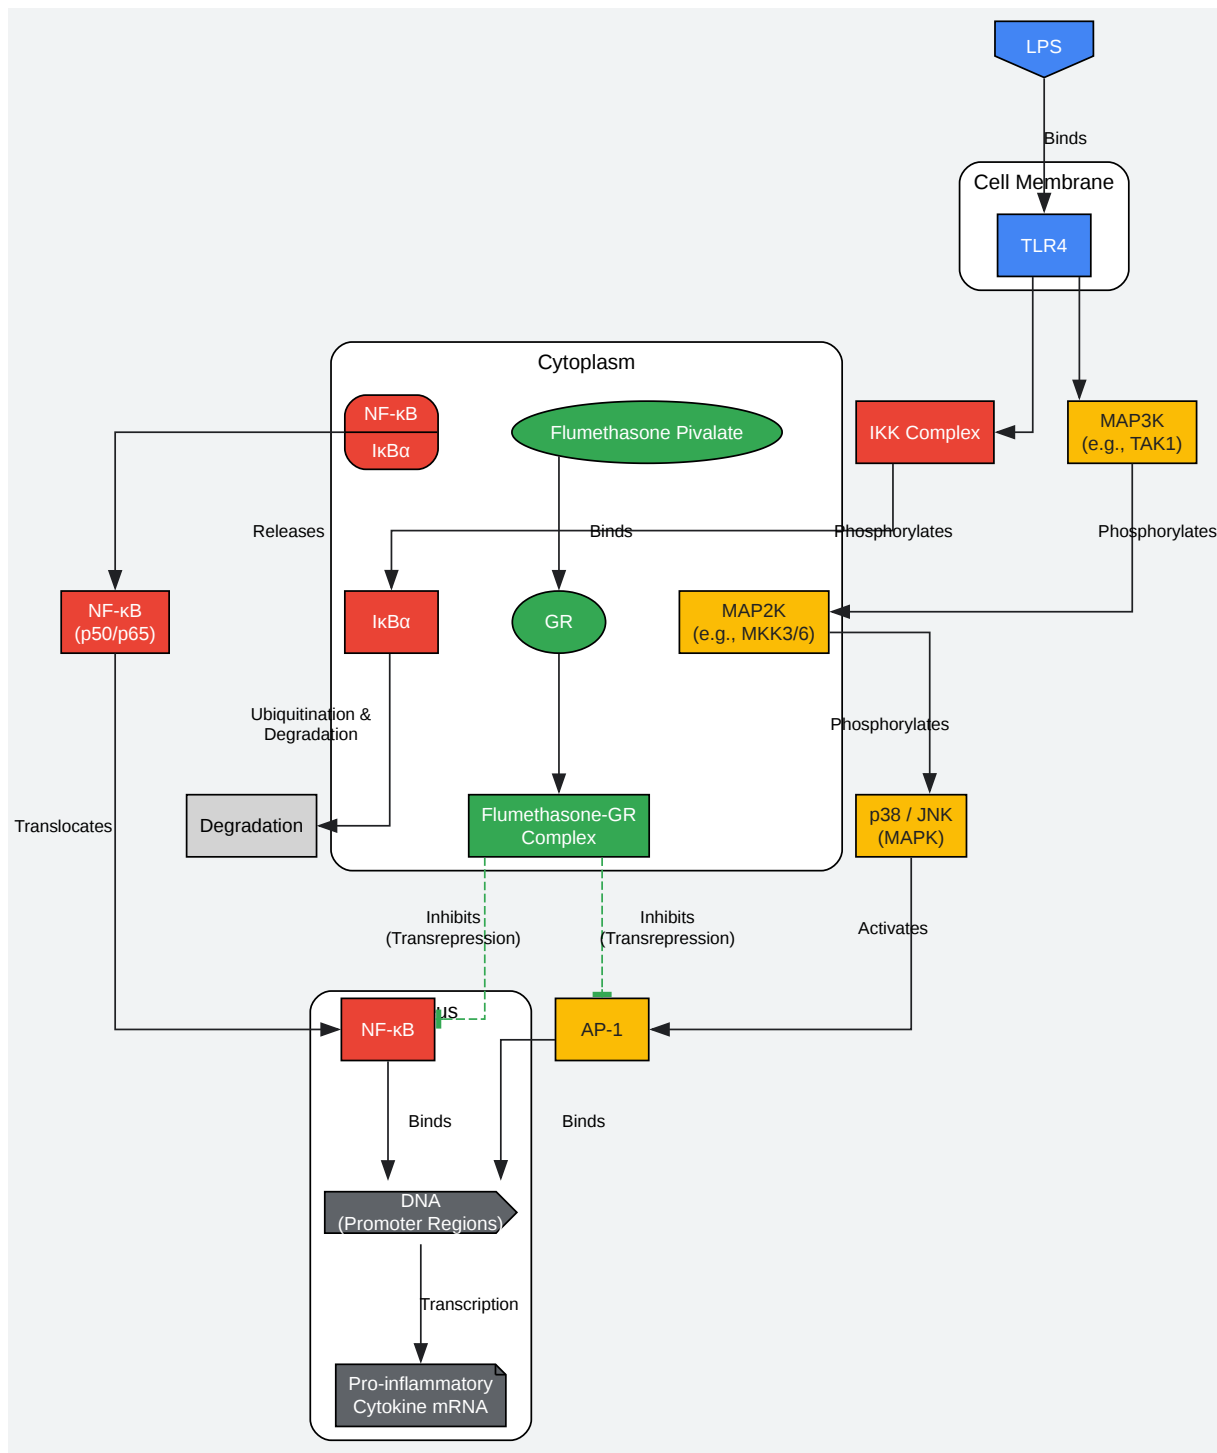 LPS
Binds
Cell Membrane
TLR4
Cytoplasm
NF-κB
IκBα
Flumethasone Pivalate
IKK Complex
MAP3K
(e.g., TAK1)
Releases
Binds
Phosphorylates
Phosphorylates
NF-κB
(p50/p65)
IκBα
GR
MAP2K
(e.g., MKK3/6)
Ubiquitination &
Degradation
Phosphorylates
Translocates
Degradation
Flumethasone-GR
Complex
p38 / JNK
(MAPK)
Inhibits
(Transrepression)
Inhibits
(Transrepression)
Activates
us
NF-κB
AP-1
Binds
Binds
DNA
(Promoter Regions)
Transcription
Pro-inflammatory
Cytokine mRNA